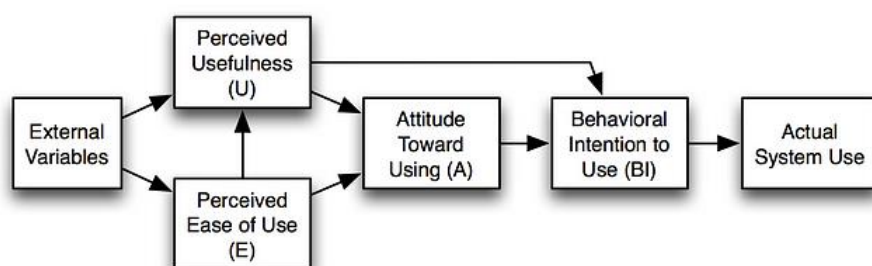 External
Variables
Perceived
Usefulness
(U)
Perceived
Ease of Use
(E)
Attitude
Toward
Using (A)
Behavioral
Intention to
Use (BI)
Actual
System Use